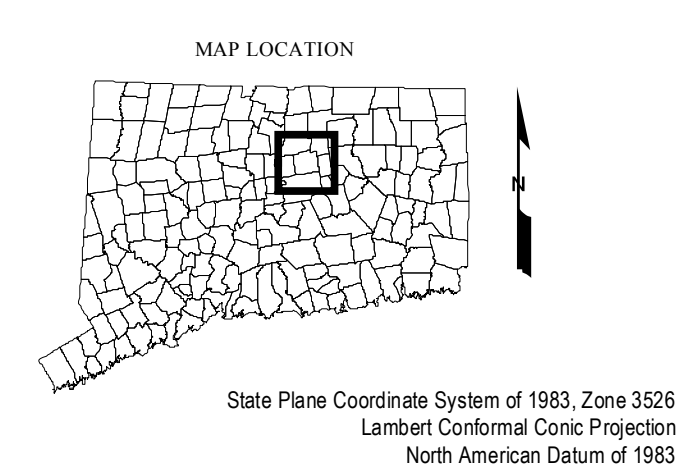 MAP LOCATION
N
State Plane Coordinate System of 1983, Zone 3526
Lambert Conformal Conic Projection
North American Datum of 1983